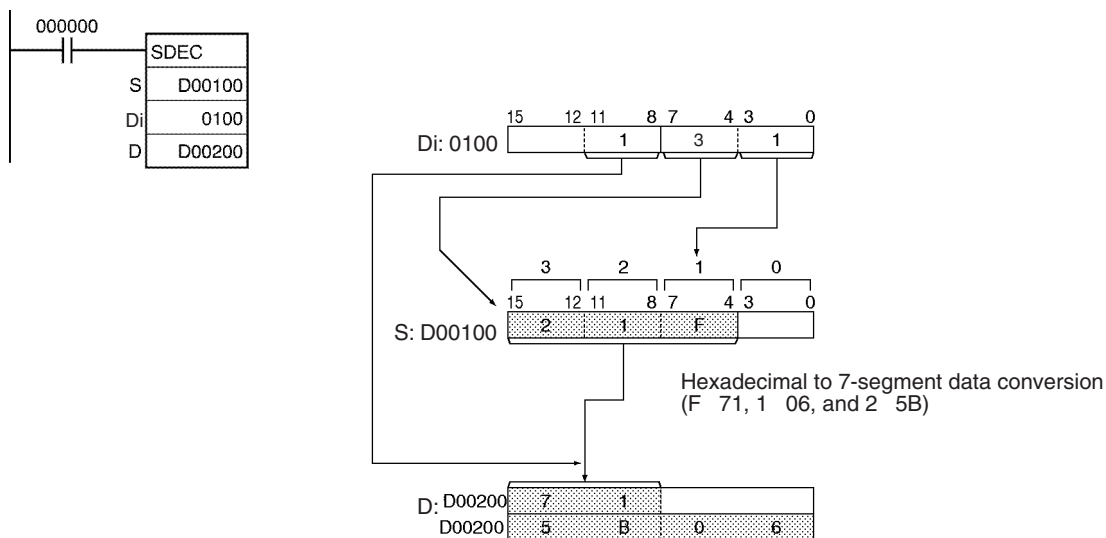 000000
SDEC
S D00100
Di 0100
D D00200
15 12 11 8 7 4 3 0
Di: 0100 1 3 1
3 2 1 0
15 12 11 8 7 4 3 0
S: D00100 2 1 F
Hexadecimal to 7-segment data conversion
(F 71, 1 06, and 2 5B)
D: D00200 7 1
D00200 5 B 0 6